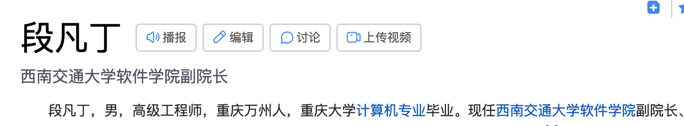 段凡丁 播报 编辑 讨论 上传视频
西南交通大学软件学院副院长
段凡丁，男，高级工程师，重庆万州人，重庆大学计算机专业毕业。现任西南交通大学软件学院副院长、